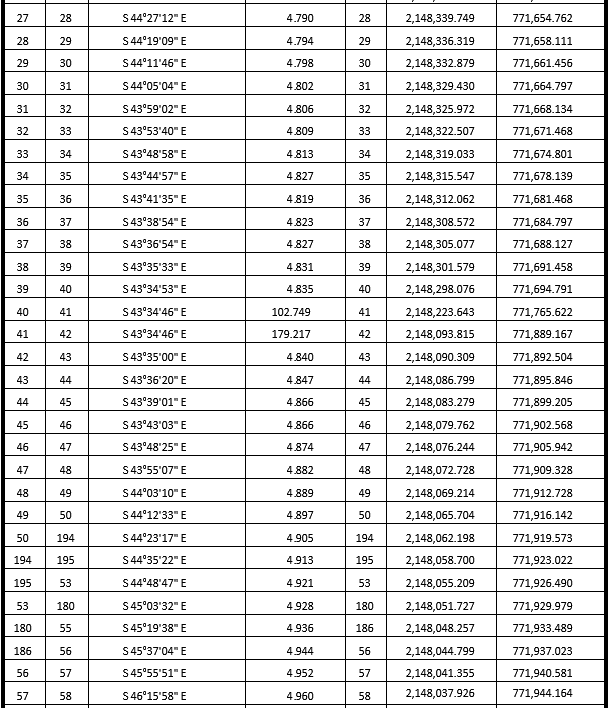 27 28 S 44°27'12" E 4.790 28 2,148,339.749 771,654.762
28 29 S 44°19'09" E 4.794 29 2,148,336.319 771,658.111
29 30 S 44°11'46" E 4.798 30 2,148,332.879 771,661.456
30 31 S 44°05'04" E 4.802 31 2,148,329.430 771,664.797
31 32 S 43°59'02" E 4.806 32 2,148,325.972 771,668.134
32 33 S 43°53'40" E 4.809 33 2,148,322.507 771,671.468
33 34 S 43°48'58" E 4.813 34 2,148,319.033 771,674.801
34 35 S 43°44'57" E 4.827 35 2,148,315.547 771,678.139
35 36 S 43°41'35" E 4.819 36 2,148,312.062 771,681.468
36 37 S 43°38'54" E 4.823 37 2,148,308.572 771,684.797
37 38 S 43°36'54" E 4.827 38 2,148,305.077 771,688.127
38 39 S 43°35'33" E 4.831 39 2,148,301.579 771,691.458
39 40 S 43°34'53" E 4.835 40 2,148,298.076 771,694.791
40 41 S 43°34'46" E 102.749 41 2,148,223.643 771,765.622
41 42 S 43°34'46" E 179.217 42 2,148,093.815 771,889.167
42 43 S 43°35'00" E 4.840 43 2,148,090.309 771,892.504
43 44 S 43°36'20" E 4.847 44 2,148,086.799 771,895.846
44 45 S 43°39'01" E 4.866 45 2,148,083.279 771,899.205
45 46 S 43°43'03" E 4.866 46 2,148,079.762 771,902.568
46 47 S 43°48'25" E 4.874 47 2,148,076.244 771,905.942
47 48 S 43°55'07" E 4.882 48 2,148,072.728 771,909.328
48 49 S 44°03'10" E 4.889 49 2,148,069.214 771,912.728
49 50 S 44°12'33" E 4.897 50 2,148,065.704 771,916.142
50 194 S 44°23'17" E 4.905 194 2,148,062.198 771,919.573
194 195 S 44°35'22" E 4.913 195 2,148,058.700 771,923.022
195 53 S 44°48'47" E 4.921 53 2,148,055.209 771,926.490
53 180 S 45°03'32" E 4.928 180 2,148,051.727 771,929.979
180 55 S 45°19'38" E 4.936 186 2,148,048.257 771,933.489
186 56 S 45°37'04" E 4.944 56 2,148,044.799 771,937.023
56 57 S 45°55'51" E 4.952 57 2,148,041.355 771,940.581
57 58 S 46°15'58" E 4.960 58 2,148,037.926 771,944.164